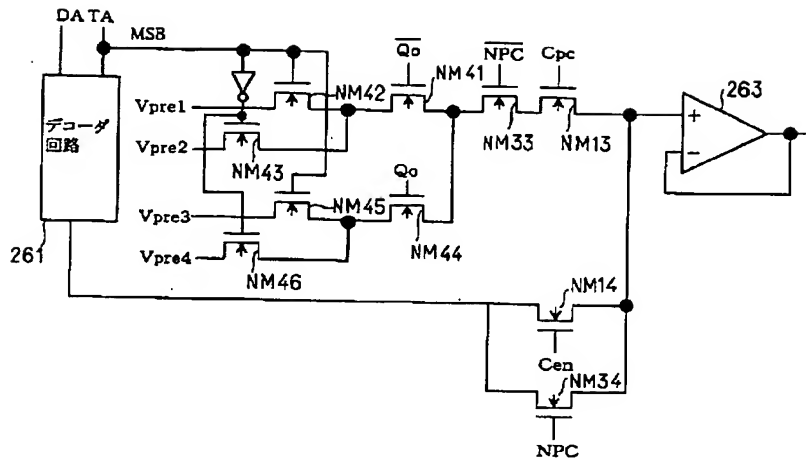 DATA
MSB
デコーダ
回路
261
Vpre1
NM42
Vpre2
NM43
Vpre3
NM45
Vpre4
NM46
Qo
NM41
Qo
NM44
NPC
NM33
Cpc
NM13
263
+
−
NM14
Cen
NM34
NPC